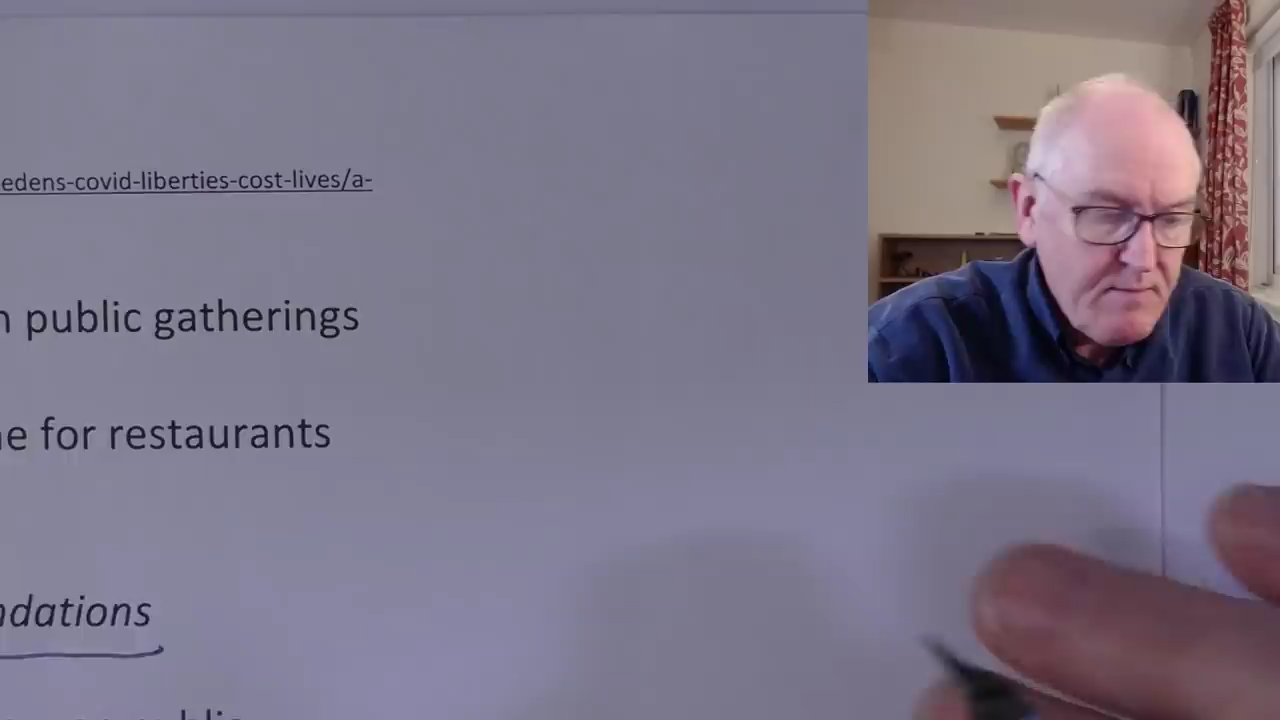 edens-covid-liberties-cost-lives/a-
public gatherings
for restaurants
ndations